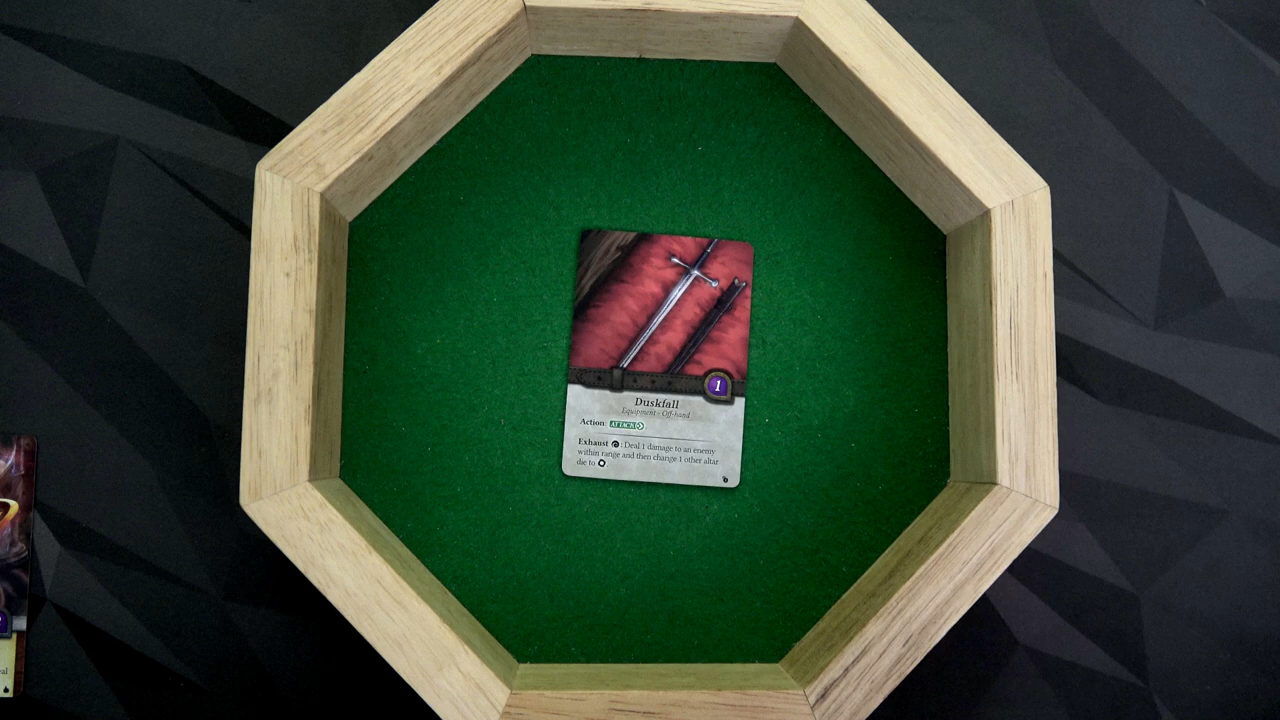 1
Duskfall
Equipment - Off-hand
Action: ATTACK
Exhaust : Deal 1 damage to an enemy
within range and then change 1 other altar
die to
eal